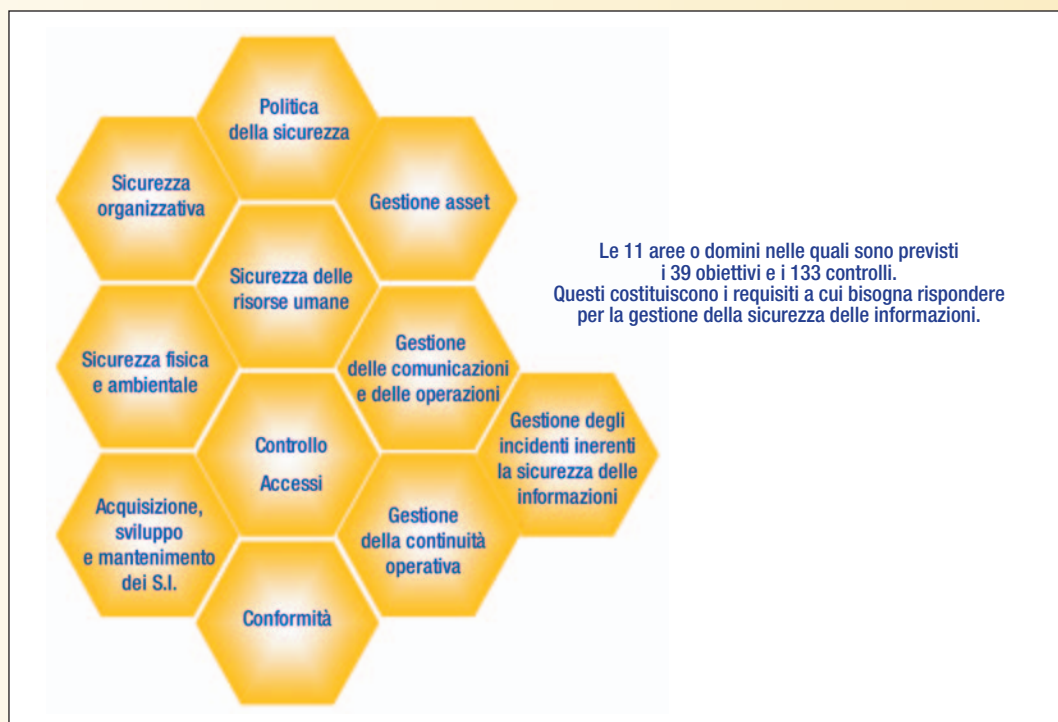 Politica
della sicurezza
Sicurezza
organizzativa
Gestione asset
Sicurezza delle
risorse umane
Le 11 aree o domini nelle quali sono previsti
i 39 obiettivi e i 133 controlli.
Questi costituiscono i requisiti a cui bisogna rispondere
per la gestione della sicurezza delle informazioni.
Sicurezza fisica
e ambientale
Gestione
delle comunicazioni
e delle operazioni
Controllo
Accessi
Gestione degli
incidenti inerenti
la sicurezza delle
informazioni
Acquisizione,
sviluppo
e mantenimento
dei S.I.
Gestione
della continuità
operativa
Conformità